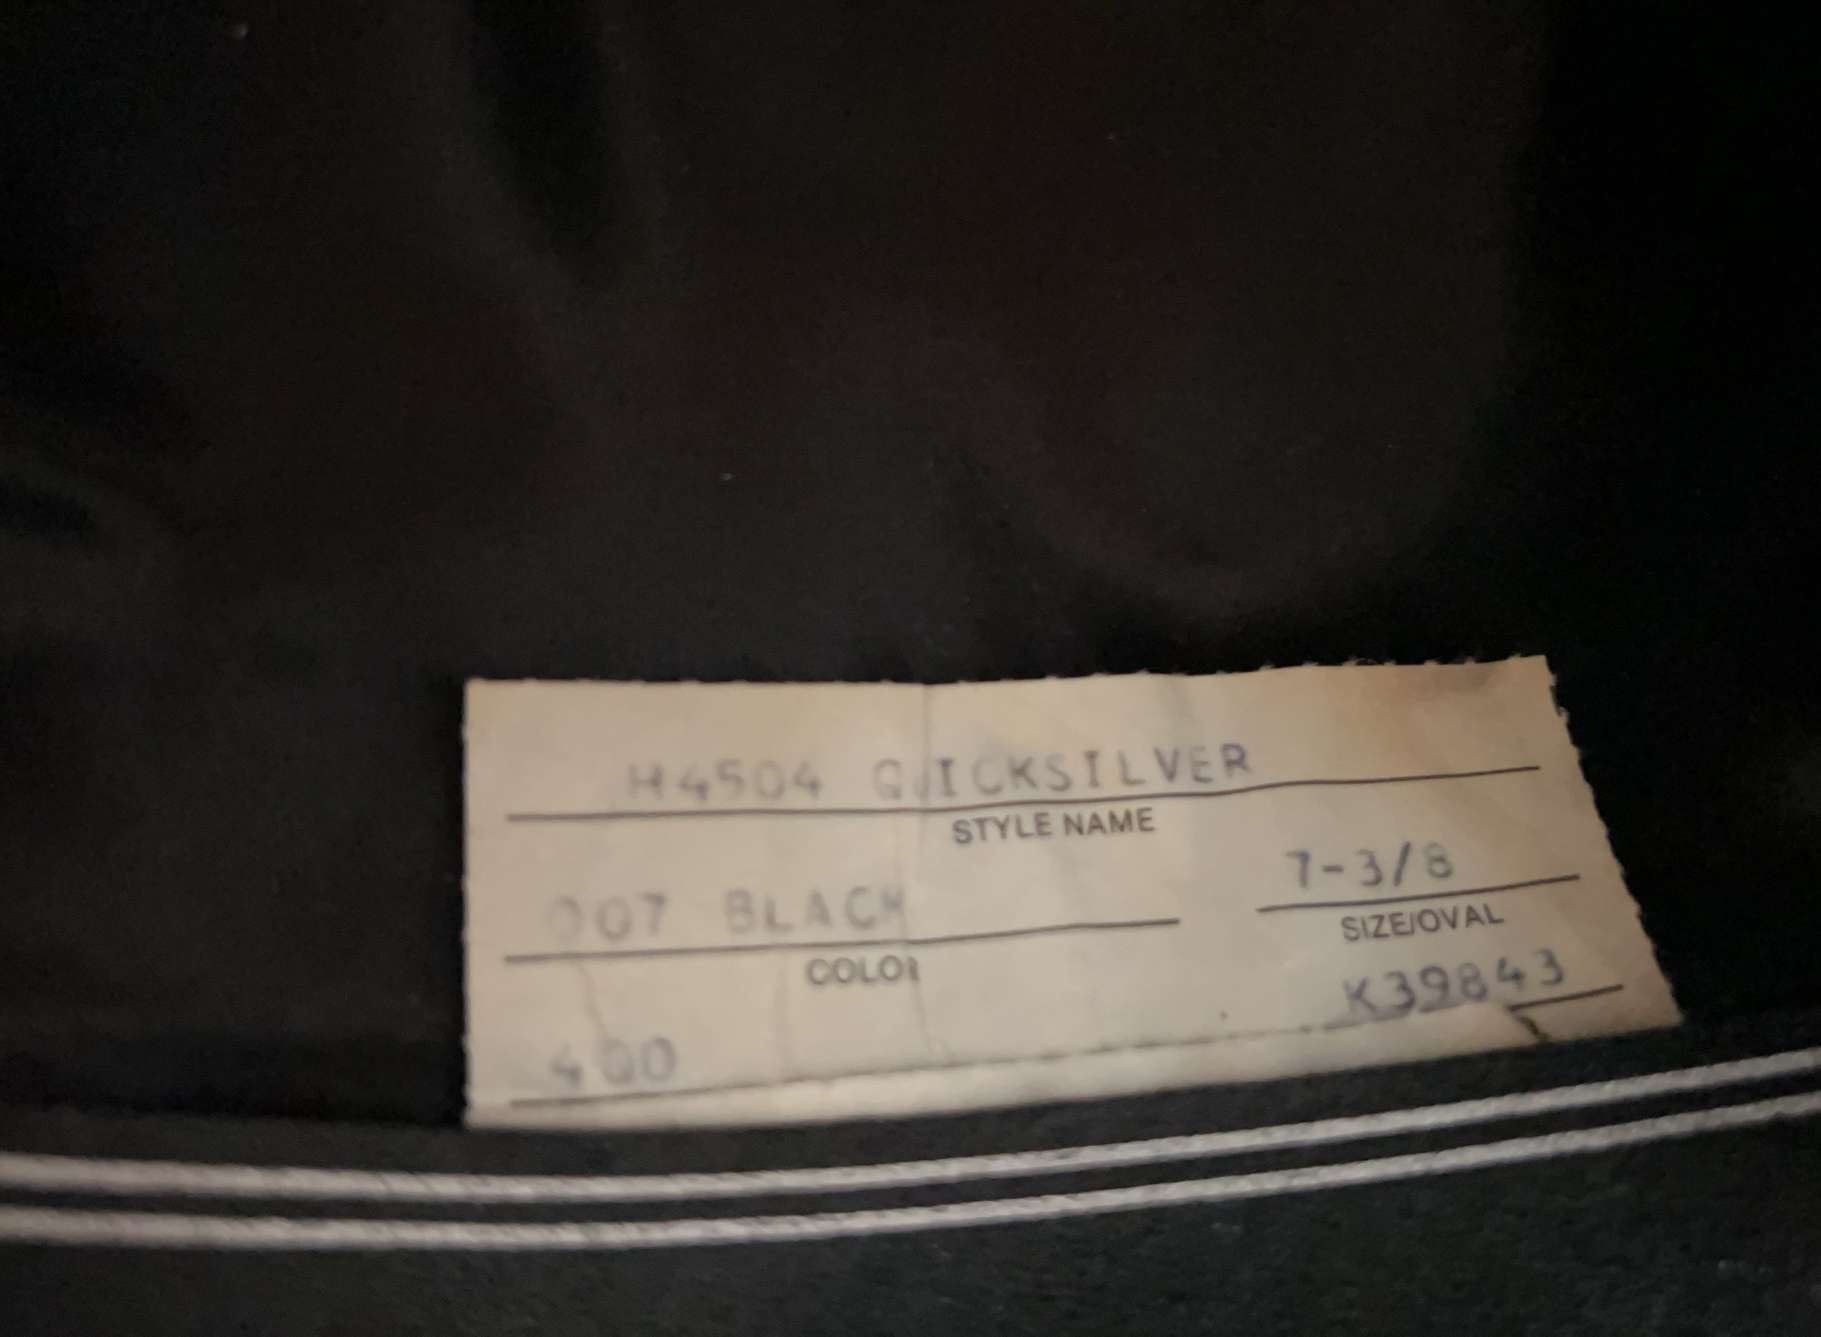 H4504 QUICKSILVER
STYLE NAME
007 BLACK
7-3/8
COLOR
SIZE/OVAL
K39843
400